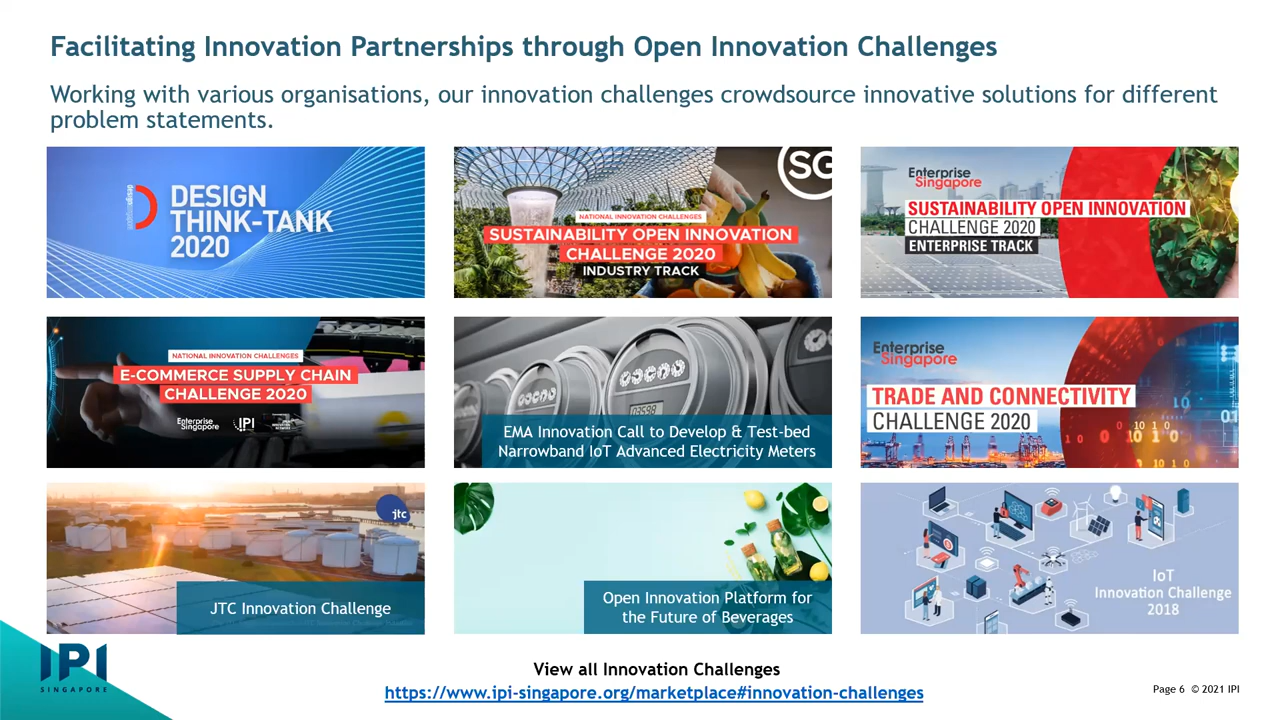 Facilitating Innovation Partnerships through Open Innovation Challenges
Working with various organisations, our innovation challenges crowdsource innovative solutions for different
problem statements.
DESIGN
THINK-TANK
2020
SG
NATIONAL INNOVATION CHALLENGES
SUSTAINABILITY OPEN INNOVATION
CHALLENGE 2020
INDUSTRY TRACK
Enterprise
Singapore
SUSTAINABILITY OPEN INNOVATION
CHALLENGE 2020
ENTERPRISE TRACK
NATIONAL INNOVATION CHALLENGES
E-COMMERCE SUPPLY CHAIN
CHALLENGE 2020
Enterprise
Singapore
IPI
EMA Innovation Call to Develop & Test-bed
Narrowband IoT Advanced Electricity Meters
Enterprise
Singapore
TRADE AND CONNECTIVITY
CHALLENGE 2020
jtc
JTC Innovation Challenge
Open Innovation Platform for
the Future of Beverages
IoT
Innovation Challenge
2018
IPI
SINGAPORE
View all Innovation Challenges
https://www.ipi-singapore.org/marketplace#innovation-challenges
Page 6 © 2021 IPI